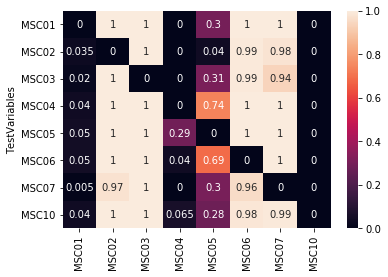 MSC01 0 1 1 0 0.3 1 1 0
MSC02 0.035 0 1 0 0.04 0.99 0.98 0
MSC03 0.02 1 0 0 0.31 0.99 0.94 0
MSC04 0.04 1 1 0 0.74 1 1 0
MSC05 0.05 1 1 0.29 0 1 1 0
MSC06 0.05 1 1 0.04 0.69 0 1 0
MSC07 0.005 0.97 1 0 0.3 0.96 0 0
MSC10 0.04 1 1 0.065 0.28 0.98 0.99 0
TestVariables
MSC01 MSC02 MSC03 MSC04 MSC05 MSC06 MSC07 MSC10
1.0
0.8
0.6
0.4
0.2
0.0